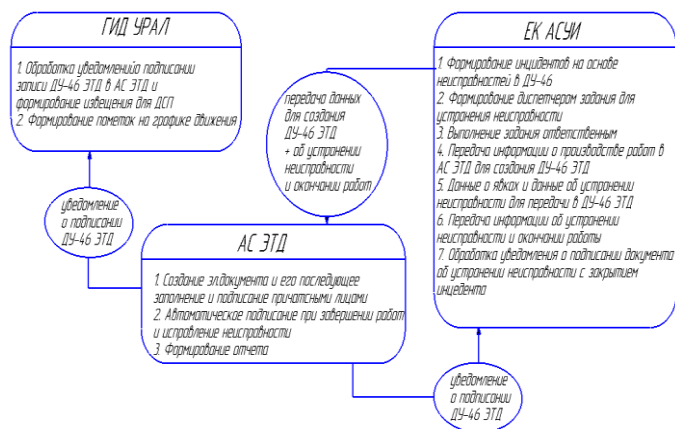 ГИД УРАЛ
1. Обработка уведомленийо подписании
записи ДУ-46 ЭТД в АС ЭТД и
формирование извещения для ДСП
2. Формирование пометок на графике движения
передача данных
для создания
ДУ-46 ЭТД
+ об устранении
неисправности
и окончании работ
ЕК АСУИ
1. Формирование инцидентов на основе
неисправностей в ДУ-46
2. Формирование диспетчером задания для
устранения неисправности
3. Выполнение задания ответственным
4. Передача информации о производстве работ в
АС ЭТД для создания ДУ-46 ЭТД
5. Данные о явках и данные об устранении
неисправности для передачи в ДУ-46 ЭТД
6. Передача информации об устранении
неисправности и окончании работы
7. Обработка уведомления о подписании документа
об устранении неисправности с закрытием
инцедента
уведомление
о подписании
ДУ-46 ЭТД
АС ЭТД
1. Создание эл.документа и его последующее
заполнение и подписание причатсными лицами
2. Автоматическое подписание при завершении работ
и исправление неисправности
3. Формирование отчета
уведомление
о подписании
ДУ-46 ЭТД